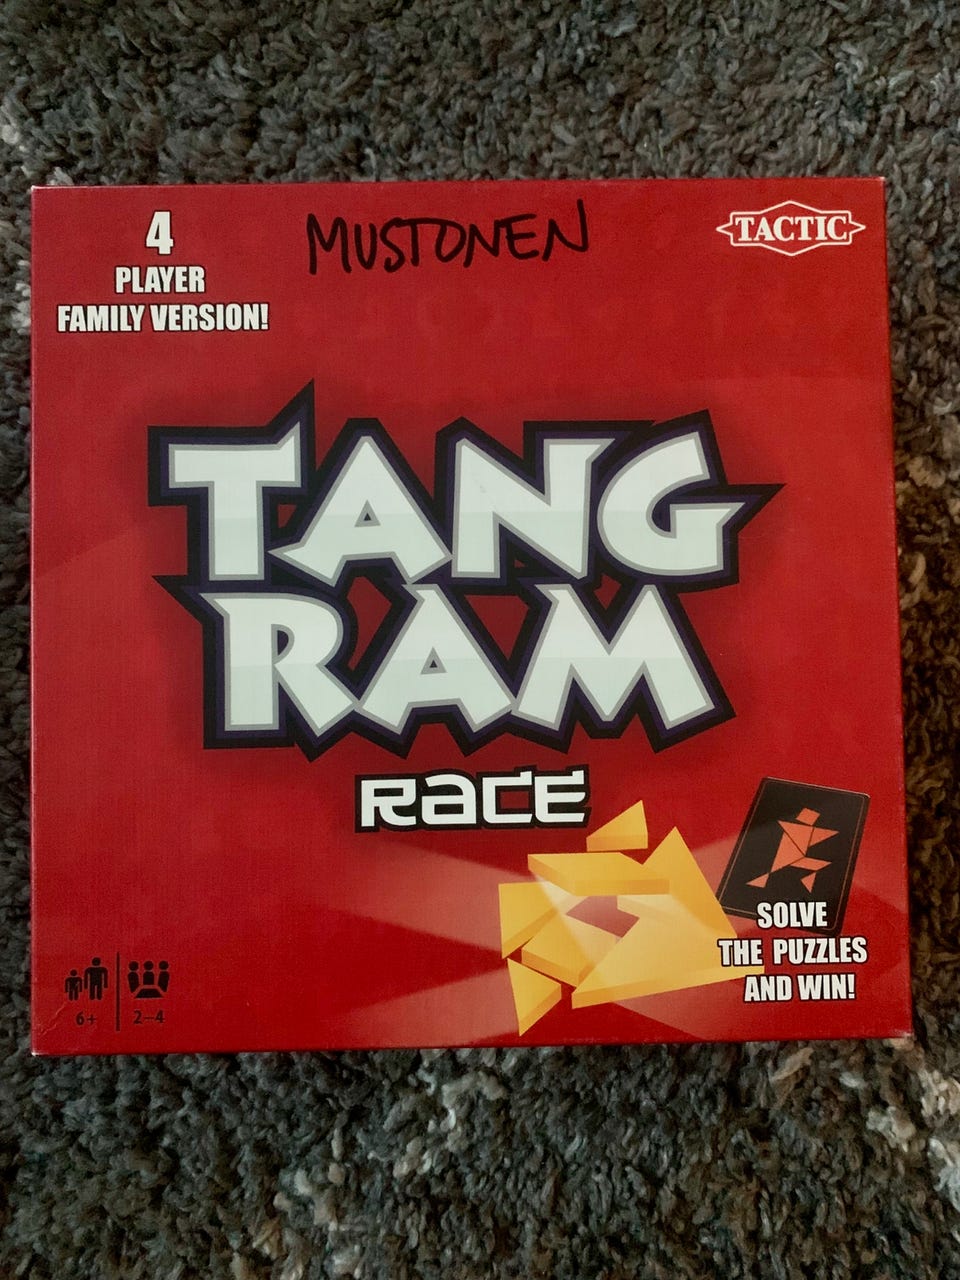 4
PLAYER
FAMILY VERSION!
MUSTONEN
TACTIC
TANG
RAM
RACE
SOLVE
THE PUZZLES
AND WIN!
6+
2–4